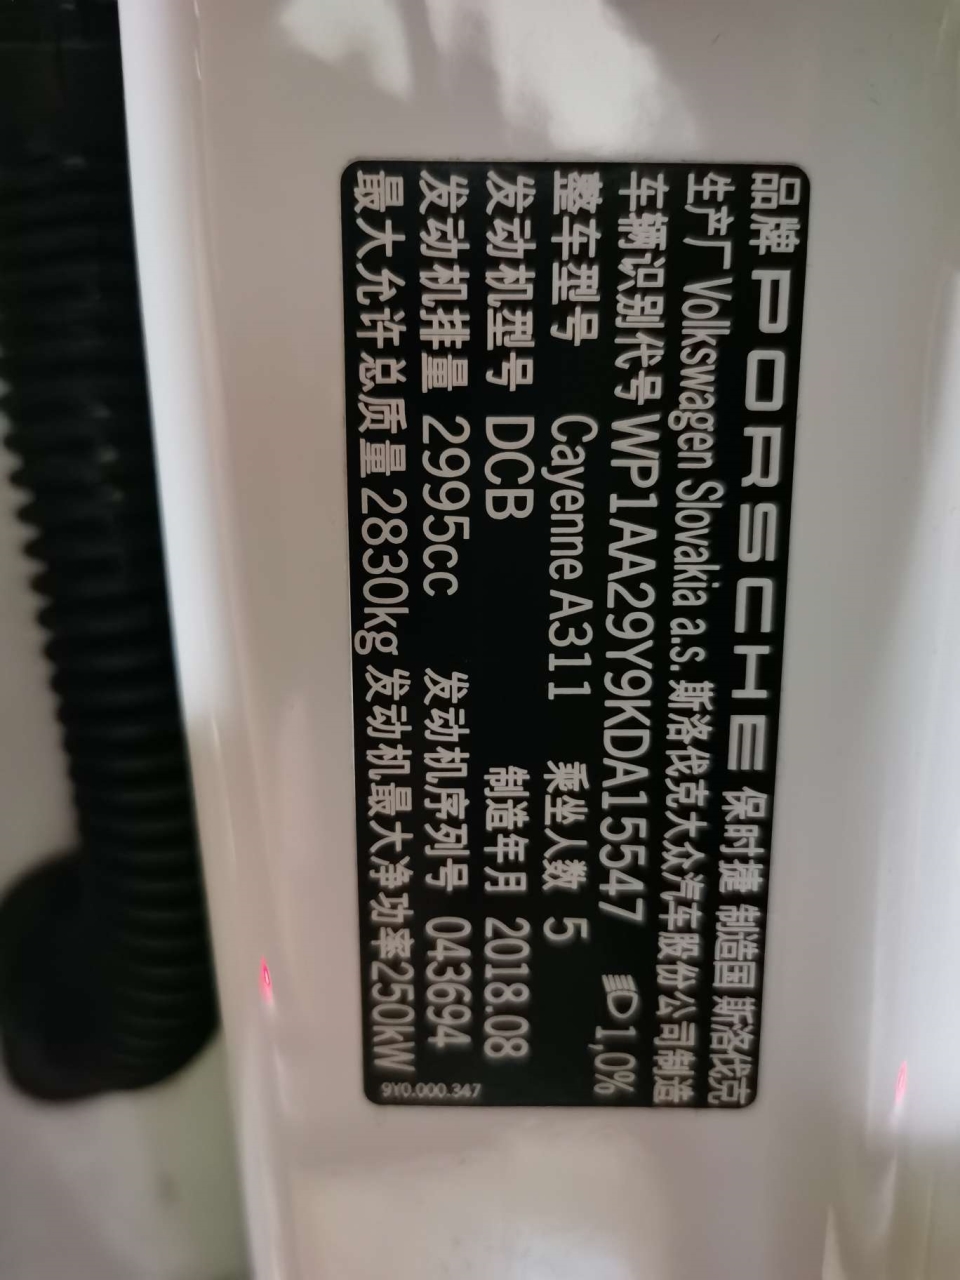 品牌 PORSCHE 保时捷 制造国 斯洛伐克
生产厂 Volkswagen Slovakia a.s. 斯洛伐克大众汽车股份公司制造
车辆识别代号 WP1AA29Y9KDA15547 1,0%
整车型号 Cayenne A311 乘坐人数 5
发动机型号 DCB 制造年月 2018.08
发动机排量 2995cc 发动机序列号 043694
最大允许总质量 2830kg 发动机最大净功率 250kW
9Y0.000.347